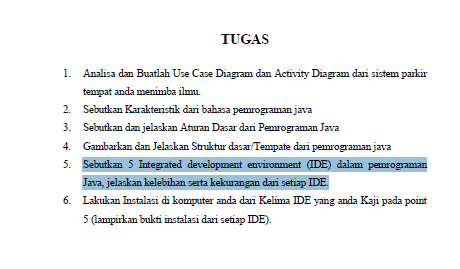 TUGAS
1. Analisa dan Buatlah Use Case Diagram dan Activity Diagram dari sistem parkir
tempat anda menimba ilmu.
2. Sebutkan Karakteristik dari bahasa pemrograman java
3. Sebutkan dan jelaskan Aturan Dasar dari Pemrograman Java
4. Gambarkan dan Jelaskan Struktur dasar/Tempate dari pemrograman java
5. Sebutkan 5 Integrated development environment (IDE) dalam pemrograman
Java, jelaskan kelebihan serta kekurangan dari setiap IDE.
6. Lakukan Instalasi di komputer anda dari Kelima IDE yang anda Kaji pada point
5 (lampirkan bukti instalasi dari setiap IDE).